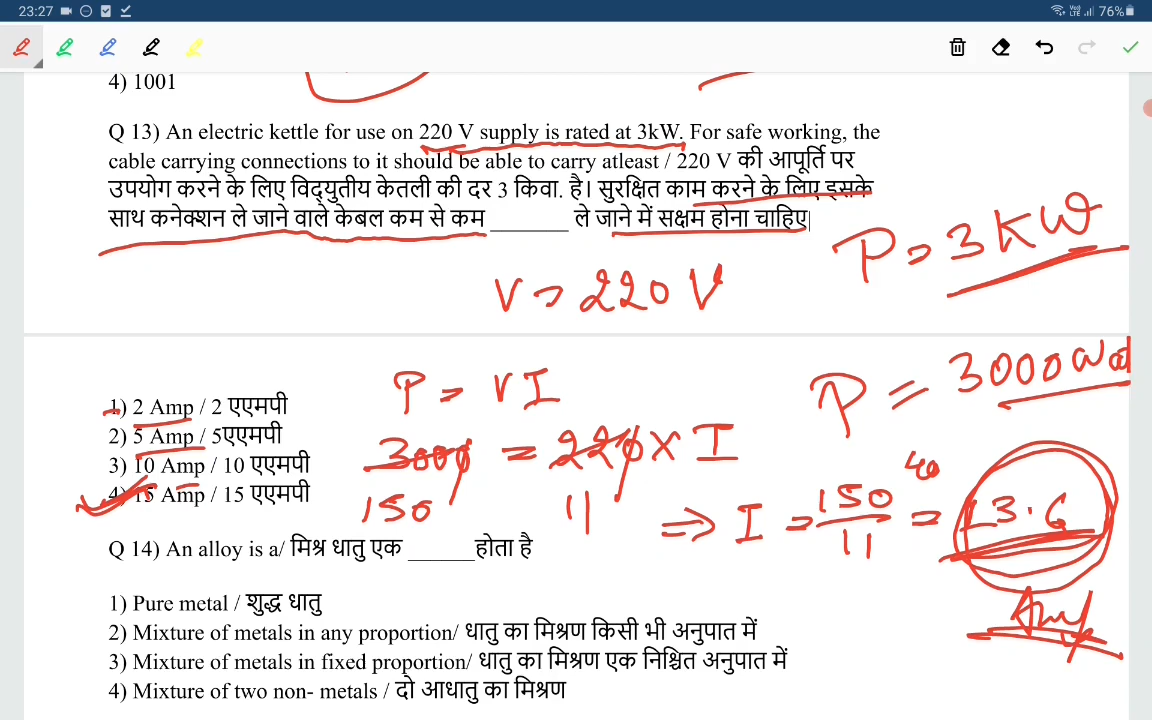 23:27
76%
4) 1001
Q 13) An electric kettle for use on 220 V supply is rated at 3kW. For safe working, the
cable carrying connections to it should be able to carry atleast / 220 V की आपूर्ति पर
उपयोग करने के लिए विद्युतीय केतली की दर 3 किवा. है। सुरक्षित काम करने के लिए इसके
साथ कनेक्शन ले जाने वाले केबल कम से कम ________ ले जाने में सक्षम होना चाहिए|
P = 3 KW
V = 220 V
P = 3000 Wat
P = VI
1) 2 Amp / 2 एएमपी
2) 5 Amp / 5एएमपी
3) 10 Amp / 10 एएमपी
4) 15 Amp / 15 एएमपी
3000 = 220 X I
150 11
⇒ I = 150/11 = 13.6
Amp
Q 14) An alloy is a/ मिश्र धातु एक ______होता है
1) Pure metal / शुद्ध धातु
2) Mixture of metals in any proportion/ धातु का मिश्रण किसी भी अनुपात में
3) Mixture of metals in fixed proportion/ धातु का मिश्रण एक निश्चित अनुपात में
4) Mixture of two non- metals / दो आधातु का मिश्रण